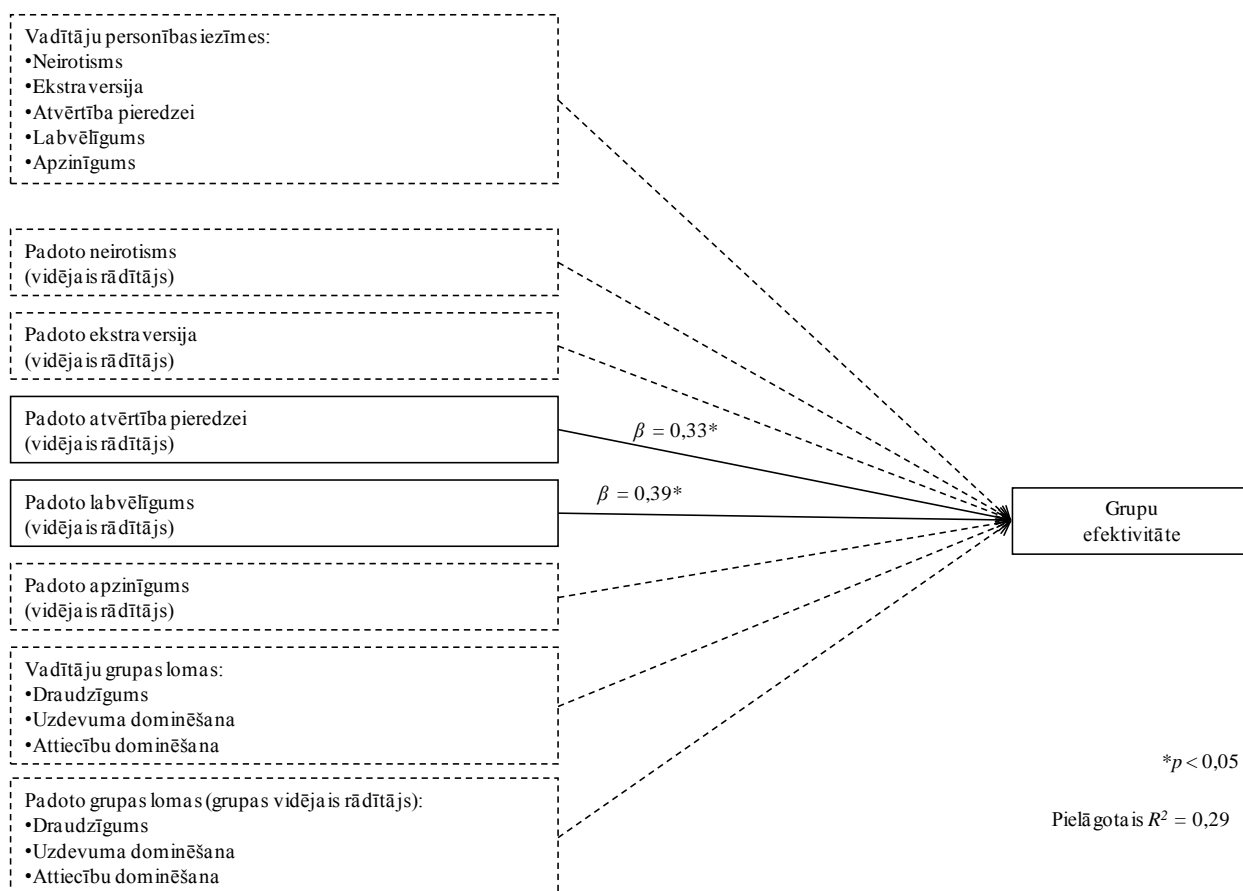 Vadītāju personības iezīmes:
•Neirotisms
•Ekstraversija
•Atvērtība pieredzei
•Labvēlīgums
•Apzinīgums
Padoto neirotisms
(vidējais rādītājs)
Padoto ekstraversija
(vidējais rādītājs)
Padoto atvērtība pieredzei
(vidējais rādītājs)
β = 0,33*
Padoto labvēlīgums
(vidējais rādītājs)
β = 0,39*
Grupu
efektivitāte
Padoto apzinīgums
(vidējais rādītājs)
Vadītāju grupas lomas:
•Draudzīgums
•Uzdevuma dominēšana
•Attiecību dominēšana
*p < 0,05
Padoto grupas lomas (grupas vidējais rādītājs):
•Draudzīgums
•Uzdevuma dominēšana
•Attiecību dominēšana
Pielāgotais R² = 0,29